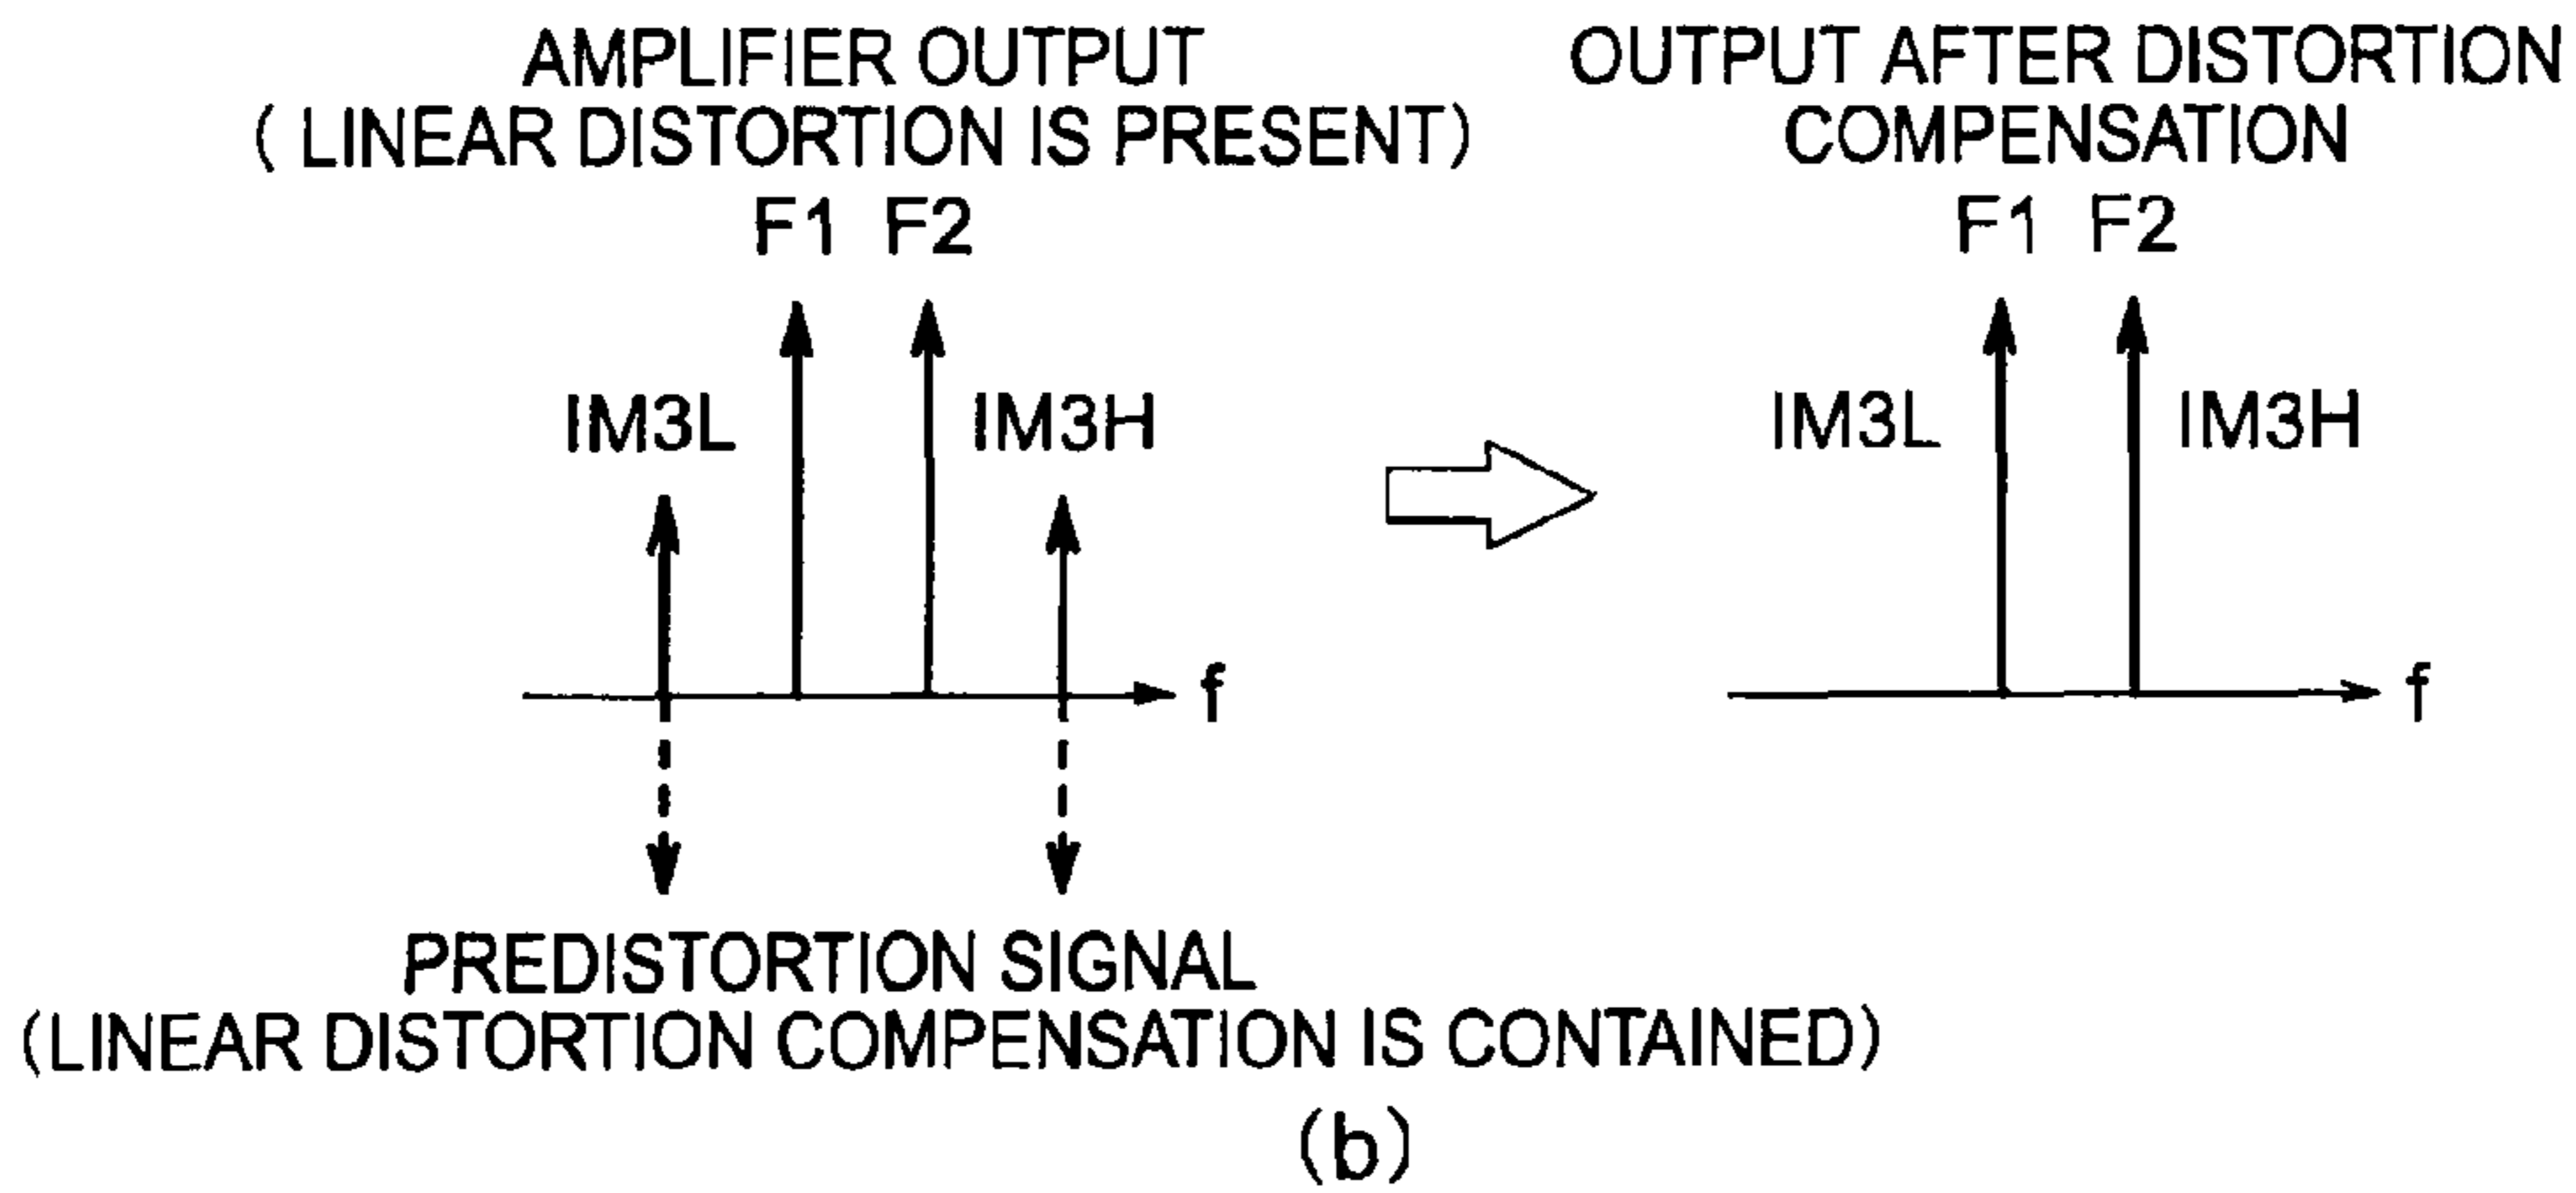 AMPLIFIER OUTPUT
( LINEAR DISTORTION IS PRESENT)
F1 F2
IM3L IM3H
f
PREDISTORTION SIGNAL
(LINEAR DISTORTION COMPENSATION IS CONTAINED)
OUTPUT AFTER DISTORTION
COMPENSATION
F1 F2
IM3L IM3H
f
(b)